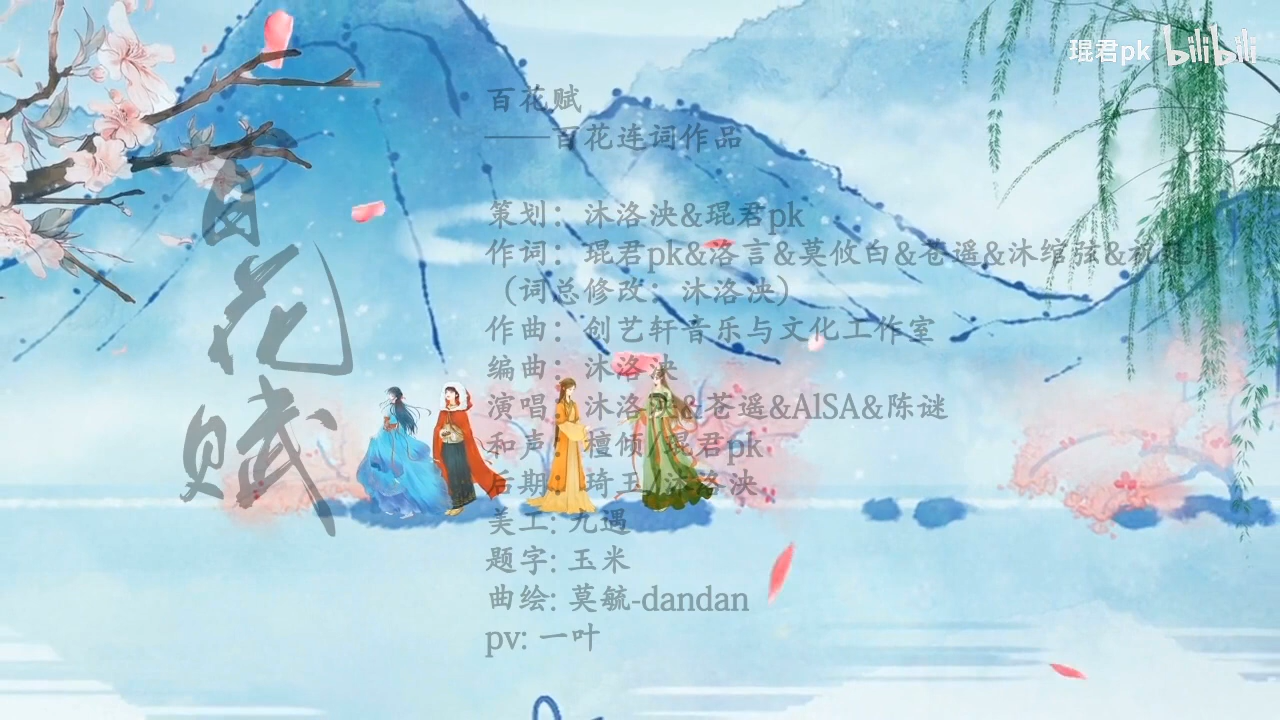 琨君pk bilibili
百花赋
百花赋
——百花连词作品
策划：沐洛泱&琨君pk
作词：琨君pk&洛言&莫攸白&苍遥&沐绾弦&祝
（词总修改：沐洛泱）
作曲：创艺轩音乐与文化工作室
编曲：沐洛泱
演唱：沐洛泱&苍遥&AISA&陈谜
和声：檀倾 琨君pk
后期：琦玉 沐洛泱
美工: 九遇
题字: 玉米
曲绘: 莫毓-dandan
pv: 一叶